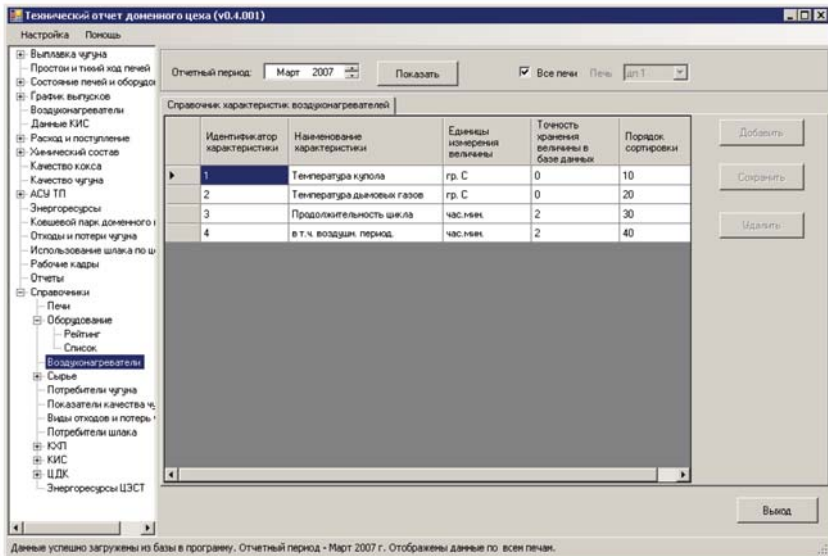 Технический отчет доменного цеха (v0.4.001)
Настройка Помощь
Выплавка чугуна
Простои и тихий ход печей
Состояние печей и оборудо
График выпусков
Воздухонагреватели
Данные КИС
Расход и поступление
Химический состав
Качество кокса
Качество чугуна
АСУ ТП
Энергоресурсы
Ковшевой парк доменного
Отходы и потери чугуна
Использование шлака по ц
Рабочие кадры
Отчеты
Справочники
Печи
Оборудование
Рейтинг
Список
Воздухонагреватели
Сырье
Потребители чугуна
Показатели качества ч
Виды отходов и потерь
Потребители шлака
КХП
КИС
ЦДК
Энергоресурсы ЦЭСТ
Отчетный период: Март 2007 Показать Все печи Печь дп 1
Справочник характеристик воздухонагревателей
Идентификатор характеристики Наименование характеристики Единицы измерения величины Точность хранения величины в базе данных Порядок сортировки
1 Температура купола гр. С 0 10
2 Температура дымовых газов гр. С 0 20
3 Продолжительность цикла час.мин. 2 30
4 в т.ч. воздушн. период. час.мин. 2 40
Добавить
Сохранить
Удалить
Выход
Данные успешно загружены из базы в программу. Отчетный период - Март 2007 г. Отображены данные по всем печам.